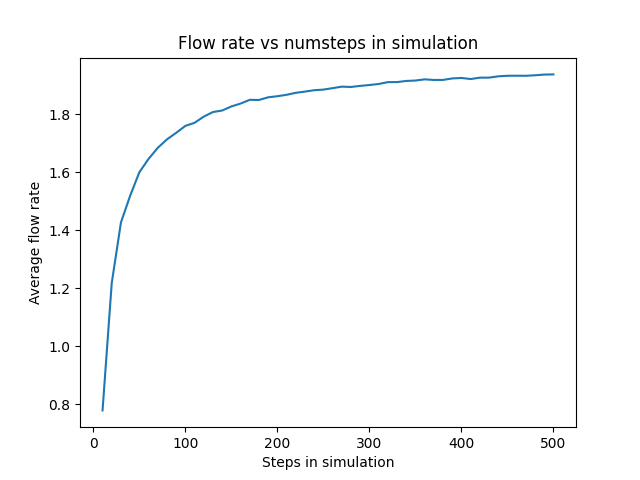 Flow rate vs numsteps in simulation
Average flow rate
1.8
1.6
1.4
1.2
1.0
0.8
0 100 200 300 400 500
Steps in simulation